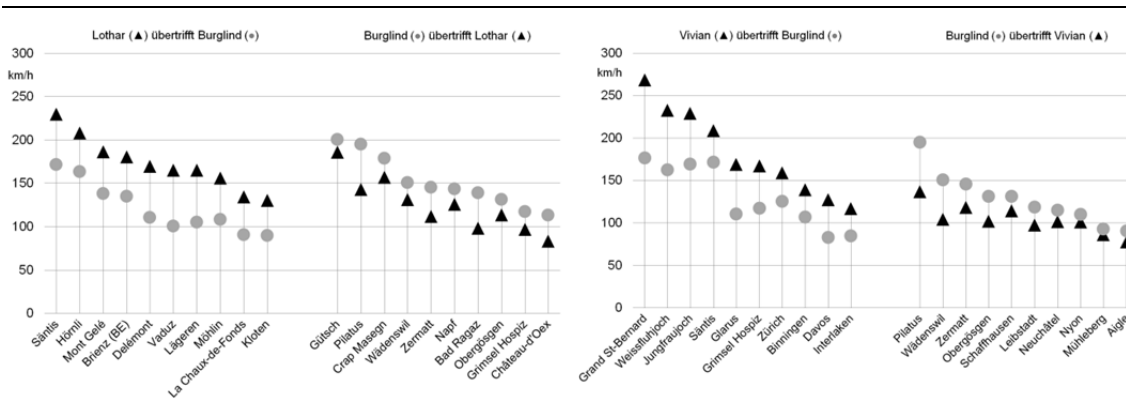 Lothar (▲) übertrifft Burglind (●)
Burglind (●) übertrifft Lothar (▲)
300
km/h
250
200
150
100
50
0
Säntis
Hörnli
Mont Gelé
Brienz (BE)
Delémont
Vaduz
Lägeren
Möhlin
La Chaux-de-Fonds
Kloten
Gütsch
Pilatus
Crap Masegn
Wädenswil
Zermatt
Napf
Bad Ragaz
Obergösgen
Grimsel Hospiz
Château-d'Oex
Vivian (▲) übertrifft Burglind (●)
Burglind (●) übertrifft Vivian (▲)
300
km/h
250
200
150
100
50
0
Grand St-Bernard
Weissfluhjoch
Jungfraujoch
Säntis
Glarus
Grimsel Hospiz
Zürich
Binningen
Davos
Interlaken
Pilatus
Wädenswil
Zermatt
Obergösgen
Schaffhausen
Leibstadt
Neuchâtel
Nyon
Mühleberg
Aigle